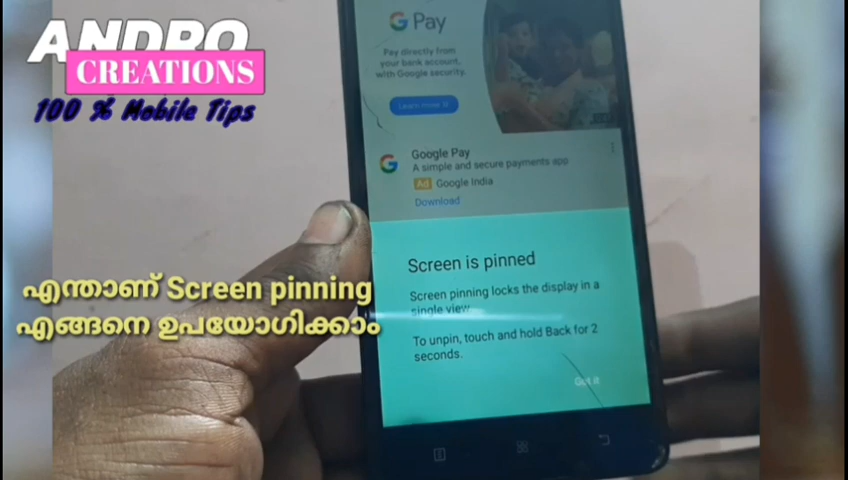 ANDRO
CREATIONS
100 % Mobile Tips
G Pay
Pay directly from
your bank account,
with Google security.
Learn more
Google Pay
A simple and secure payments app
Ad Google India
Download
Screen is pinned
Screen pinning locks the display in a
single view.
To unpin, touch and hold Back for 2
seconds.
Got it
എന്താണ് Screen pinning
എങ്ങനെ ഉപയോഗിക്കാം